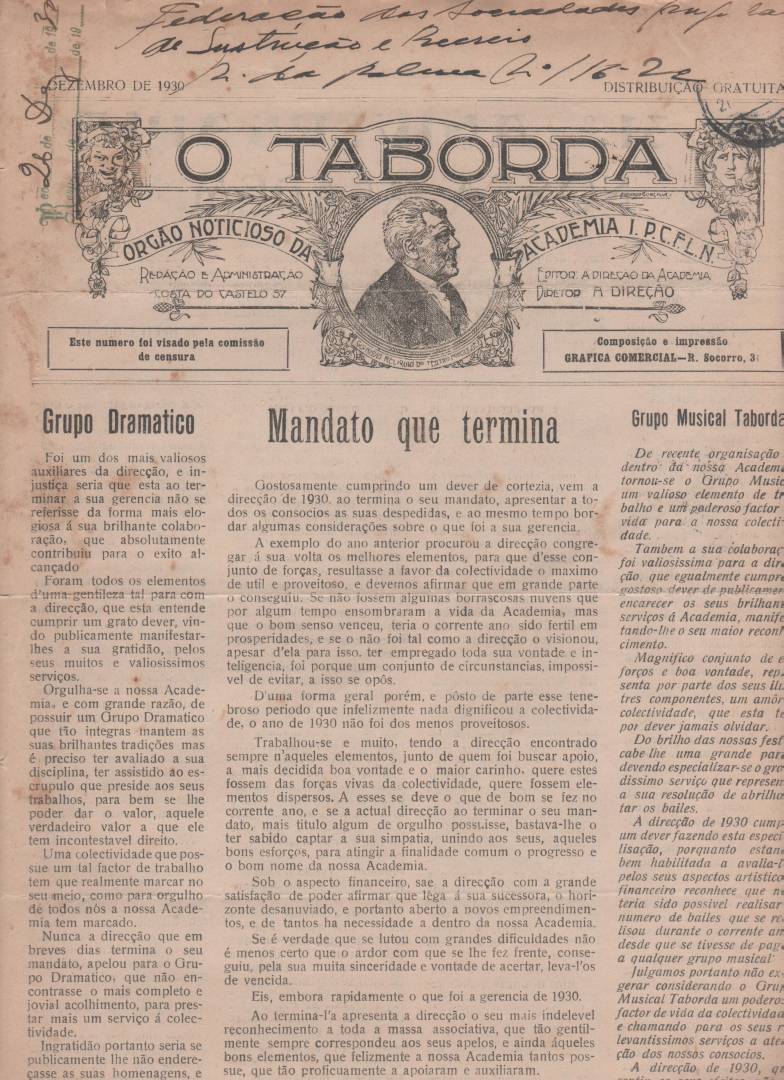 Federação das Sociedades
de Instrução e Recreio
R. da Palma
DEZEMBRO DE 1930
DISTRIBUIÇÃO GRATUITA
O TABORDA
ORGÃO NOTICIOSO DA
ACADEMIA I.P.C.F.L.N.
REDAÇÃO E ADMINISTRAÇÃO
COSTA DO CASTELO 57
EDITOR A DIREÇÃO DA ACADEMIA
DIRETOR A DIREÇÃO
Este numero foi visado pela comissão
de censura
Composição e impressão
GRAFICA COMERCIAL—R. Socorro, 3
Grupo Dramatico
Foi um dos mais valiosos
auxiliares da direcção, e in-
justiça seria que esta ao ter-
minar a sua gerencia não se
referisse da forma mais elo-
giosa á sua brilhante colabo-
ração, que absolutamente
contribuiu para o exito al-
cançado
Foram todos os elementos
d'uma gentileza tal para com
a direcção, que esta entende
cumprir um grato dever, vin-
do publicamente manifestar-
lhes a sua gratidão, pelos
seus muitos e valiosissimos
serviços.
Orgulha-se a nossa Acade-
mia, e com grande razão, de
possuir um Grupo Dramatico
que tão integras mantem as
suas brilhantes tradições mas
é preciso ter avaliado a sua
disciplina, ter assistido ao es-
crupulo que preside aos seus
trabalhos, para bem se lhe
poder dar o valor, aquele
verdadeiro valor a que ele
tem incontestavel direito.
Uma colectividade que pos-
sue um tal factor de trabalho
tem que realmente marcar no
seu meio, como para orgulho
de todos nós a nossa Acade-
mia tem marcado.
Nunca a direcção que em
breves dias termina o seu
mandato, apelou para o Gru-
po Dramatico, que não en-
contrasse o mais completo e
jovial acolhimento, para pres-
tar mais um serviço á colec-
tividade.
Ingratidão portanto seria se
publicamente lhe não endere-
çasse as suas homenagens, e
Mandato que termina
Gostosamente cumprindo um dever de cortezia, vem a
direcção de 1930, ao termina o seu mandato, apresentar a to-
dos os consocios as suas despedidas, e ao mesmo tempo bor-
dar algumas considerações sobre o que foi a sua gerencia.
A exemplo do ano anterior procurou a direcção congre-
gar á sua volta os melhores elementos, para que d'esse con-
junto de forças, resultasse a favor da colectividade o maximo
de util e proveitoso, e devemos afirmar que em grande parte
o conseguiu. Se não fossem algumas borrascosas nuvens que
por algum tempo ensombraram a vida da Academia, mas
que o bom senso venceu, teria o corrente ano sido fertil em
prosperidades, e se o não foi tal como a direcção o visionou,
apesar d'ela para isso, ter empregado toda sua vontade e in-
teligencia, foi porque um conjunto de circunstancias, impossi-
vel de evitar, a isso se opôs.
D'uma forma geral porém, e pósto de parte esse tene-
broso periodo que infelizmente nada dignificou a colectivida-
de, o ano de 1930 não foi dos menos proveitosos.
Trabalhou-se e muito, tendo a direcção encontrado
sempre n'aqueles elementos, junto de quem foi buscar apoio,
a mais decidida boa vontade e o maior carinho, quere estes
fossem das forças vivas da colectividade, quere fossem ele-
mentos dispersos. A esses se deve o que de bom se fez no
corrente ano, e se a actual direcção ao terminar o seu man-
dato, mais titulo algum de orgulho possuisse, bastava-lhe o
ter sabido captar a sua simpatia, unindo aos seus, aqueles
bons esforços, para atingir a finalidade comum o progresso e
o bom nome da nossa Academia.
Sob o aspecto financeiro, sae a direcção com a grande
satisfação de poder afirmar que léga á sua sucessora, o hori-
zonte desanuviado, e portanto aberto a novos empreendimen-
tos, e de tantos ha necessidade a dentro da nossa Academia.
Se é verdade que se lutou com grandes dificuldades não
é menos certo que o ardor com que se lhe fez frente, conse-
guiu, pela sua muita sinceridade e vontade de acertar, leva-l'os
de vencida.
Eis, embora rapidamente o que foi a gerencia de 1930.
Ao termina-l'a apresenta a direcção o seu mais indelevel
reconhecimento a toda a massa associativa, que tão gentil-
mente sempre correspondeu aos seus apelos, e ainda áqueles
bons elementos, que felizmente a nossa Academia tantos pos-
sue, que tão proficuamente a apoiaram e auxiliaram.
Grupo Musical Taborda
De recente organisação
dentro da nossa Academ
tornou-se o Grupo Music
um valioso elemento de tr
balho e um poderoso factor
vida para a nossa colecti-
dade.
Tambem a sua colaboraç
foi valiosissima para a dire
ção, que egualmente cumpre
gostoso dever de publicamen
encarecer os seus brilhan
serviços á Academia, manife
tando-lhe o seu maior reconh
cimento.
Magnifico conjunto de e
forços e boa vontade, repr
senta por parte dos seus ilu
tres componentes, um amôr
colectividade, que esta te
por dever jamais olvidar.
Do brilho das nossas fest
cabe-lhe uma grande par
devendo especializar-se o gra
dissimo serviço que represen
a sua resolução de abrilha
tar os bailes.
A direcção de 1930 cump
um dever fazendo esta especi
lisação, porquanto estan
bem habilitada a avalia-l
pelos seus aspectos artistico
financeiro reconhece que n
teria sido possivel realisar
numero de bailes que se re
lisou durante o corrente an
desde que se tivesse de pag
a qualquer grupo musical
Julgamos portanto não ex
gerar considerando o Gru
Musical Taborda um poderos
factor de vida da colectividad
e chamando para os seus r
levantissimos serviços a ate
ção dos nossos consocios.
A direcção de 1930, q